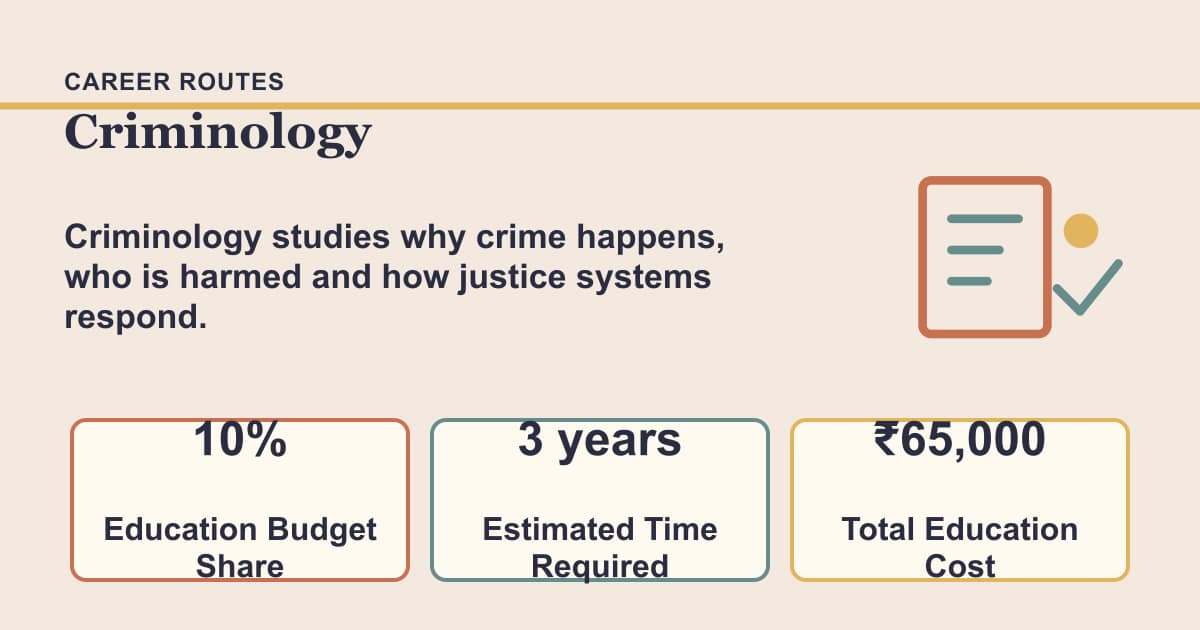 CAREER ROUTES
Criminology
Criminology studies why crime happens,
who is harmed and how justice systems
respond.
10%
Education Budget
Share
3 years
Estimated Time
Required
₹65,000
Total Education
Cost